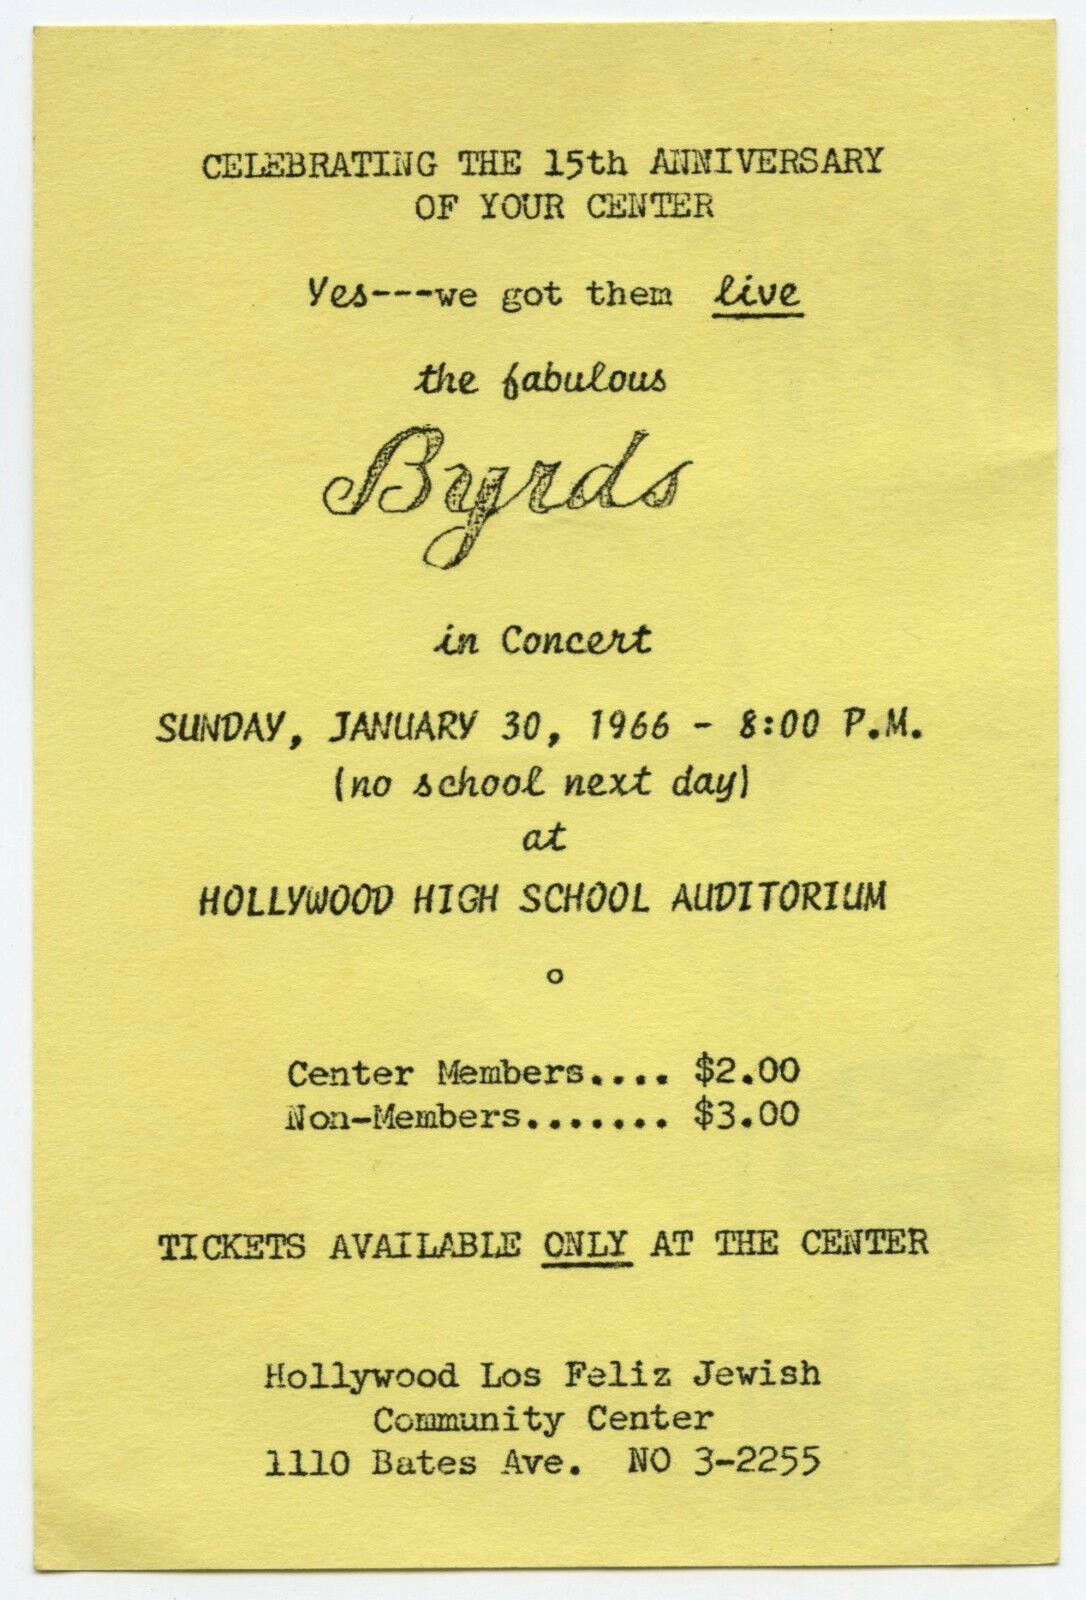 CELEBRATING THE 15th ANNIVERSARY
OF YOUR CENTER
Yes---we got them live
the fabulous
Byrds
in Concert
SUNDAY, JANUARY 30, 1966 - 8:00 P.M.
(no school next day)
at
HOLLYWOOD HIGH SCHOOL AUDITORIUM
o
Center Members.... $2.00
Non-Members....... $3.00
TICKETS AVAILABLE ONLY AT THE CENTER
Hollywood Los Feliz Jewish
Community Center
1110 Bates Ave. NO 3-2255